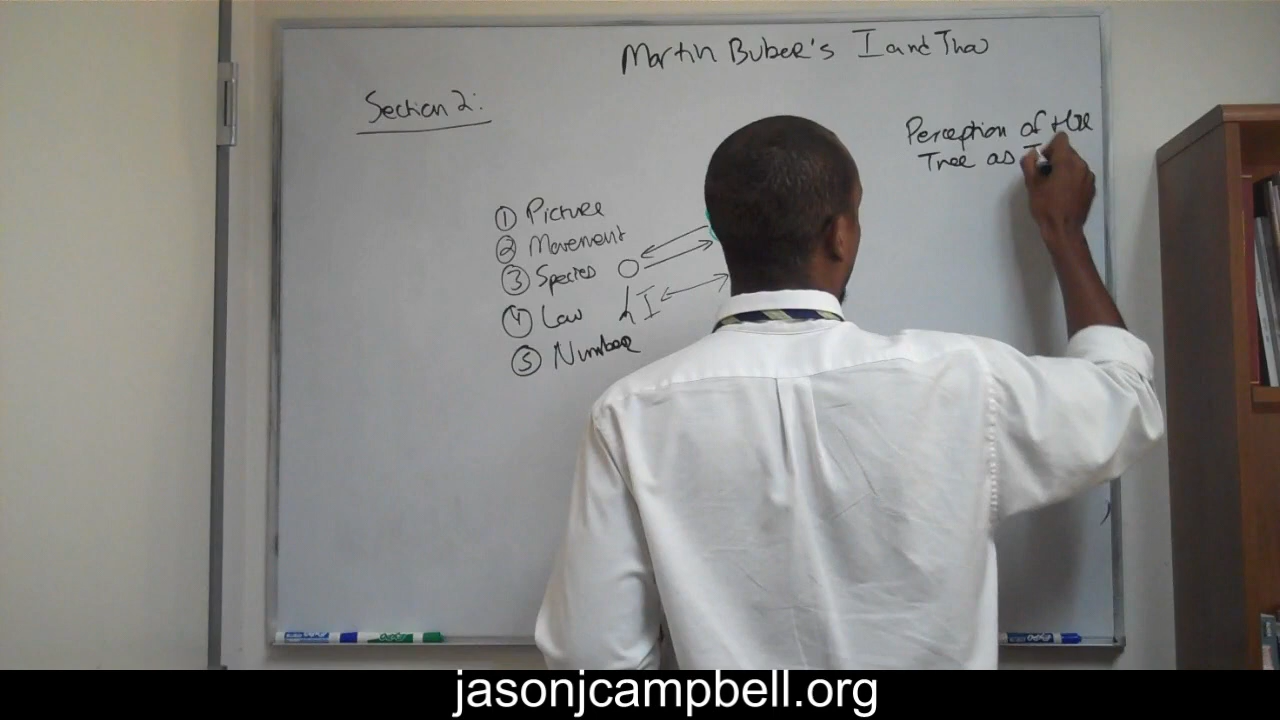 Martin Buber's I and Thou
Section 2:
Perception of the
Tree as
① Picture
② Movement
③ Species
④ Law
⑤ Number
I
jasonjcampbell.org